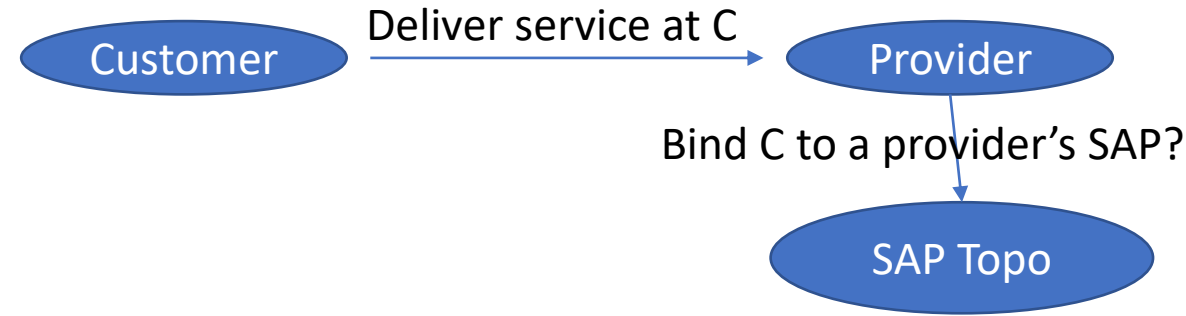 Deliver service at C
Customer
Provider
Bind C to a provider’s SAP?
SAP Topo